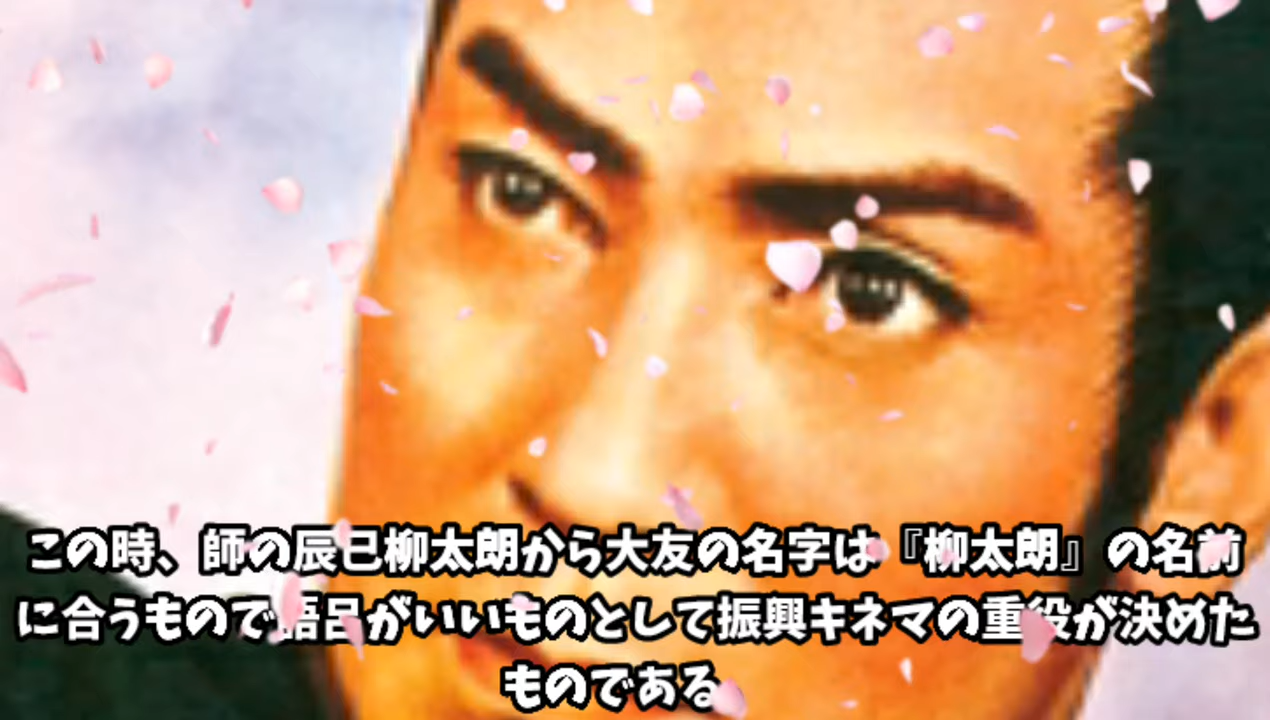 この時、師の辰巳柳太朗から大友の名字は『柳太朗』の名前
に合うもので語呂がいいものとして振興キネマの重役が決めた
ものである